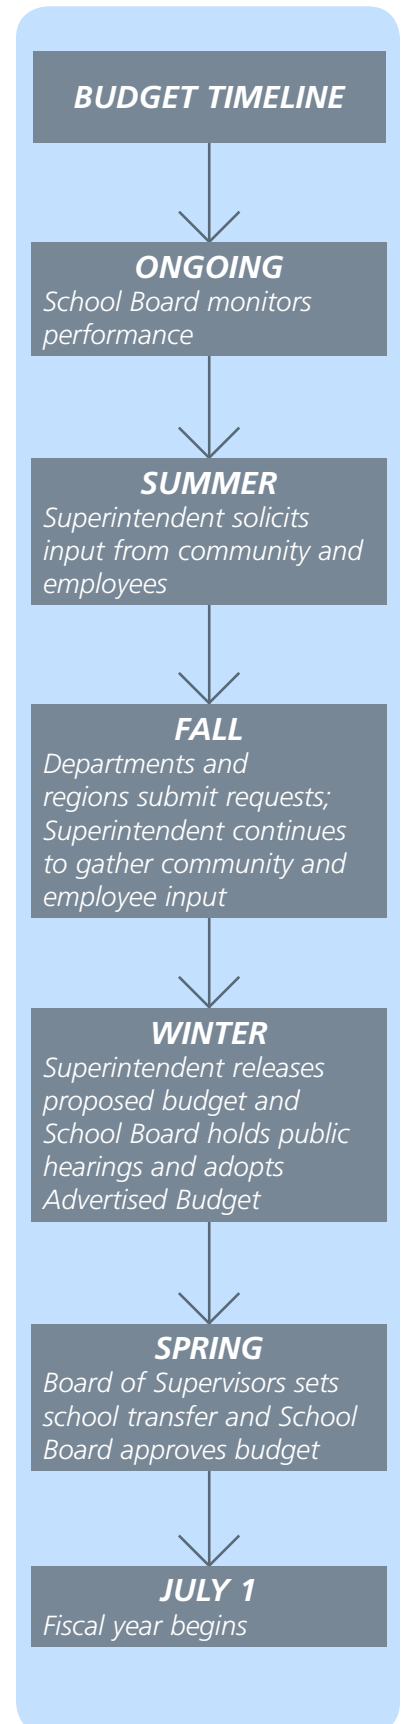 BUDGET TIMELINE
ONGOING
School Board monitors
performance
SUMMER
Superintendent solicits
input from community and
employees
FALL
Departments and
regions submit requests;
Superintendent continues
to gather community and
employee input
WINTER
Superintendent releases
proposed budget and
School Board holds public
hearings and adopts
Advertised Budget
SPRING
Board of Supervisors sets
school transfer and School
Board approves budget
JULY 1
Fiscal year begins